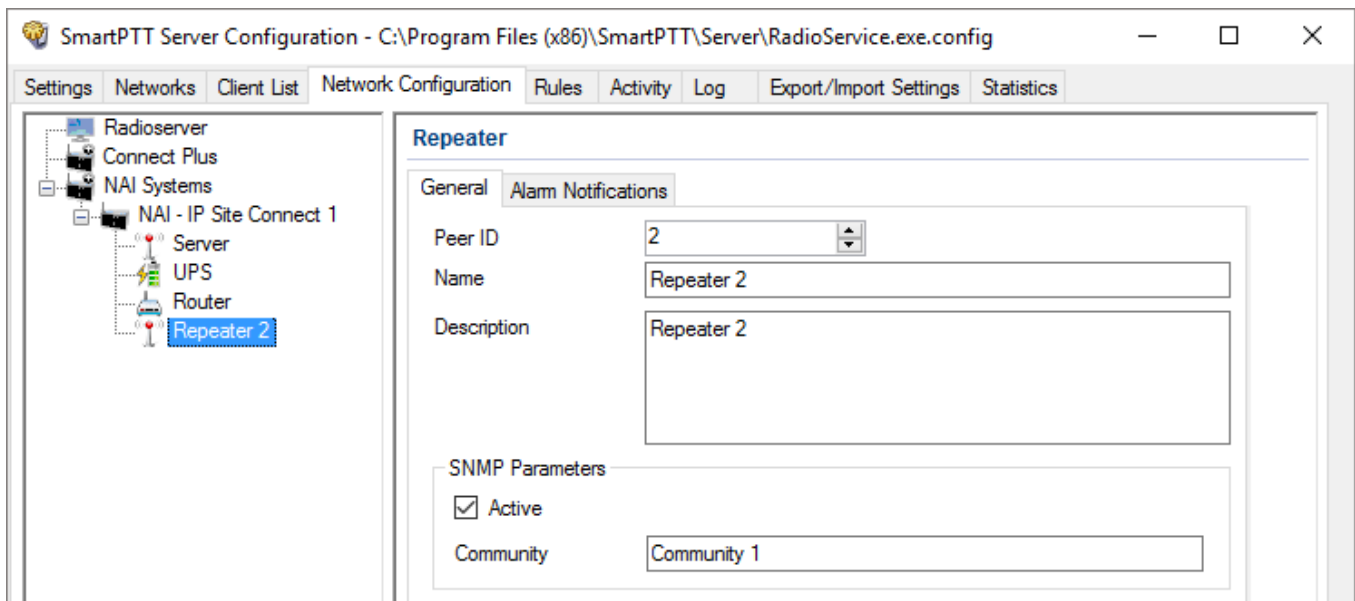 SmartPTT Server Configuration - C:\Program Files (x86)\SmartPTT\Server\RadioService.exe.config
Settings Networks Client List Network Configuration Rules Activity Log Export/Import Settings Statistics
Radioserver
Connect Plus
NAI Systems
NAI - IP Site Connect 1
Server
UPS
Router
Repeater 2
Repeater
General Alarm Notifications
Peer ID 2
Name Repeater 2
Description Repeater 2
SNMP Parameters
Active
Community Community 1